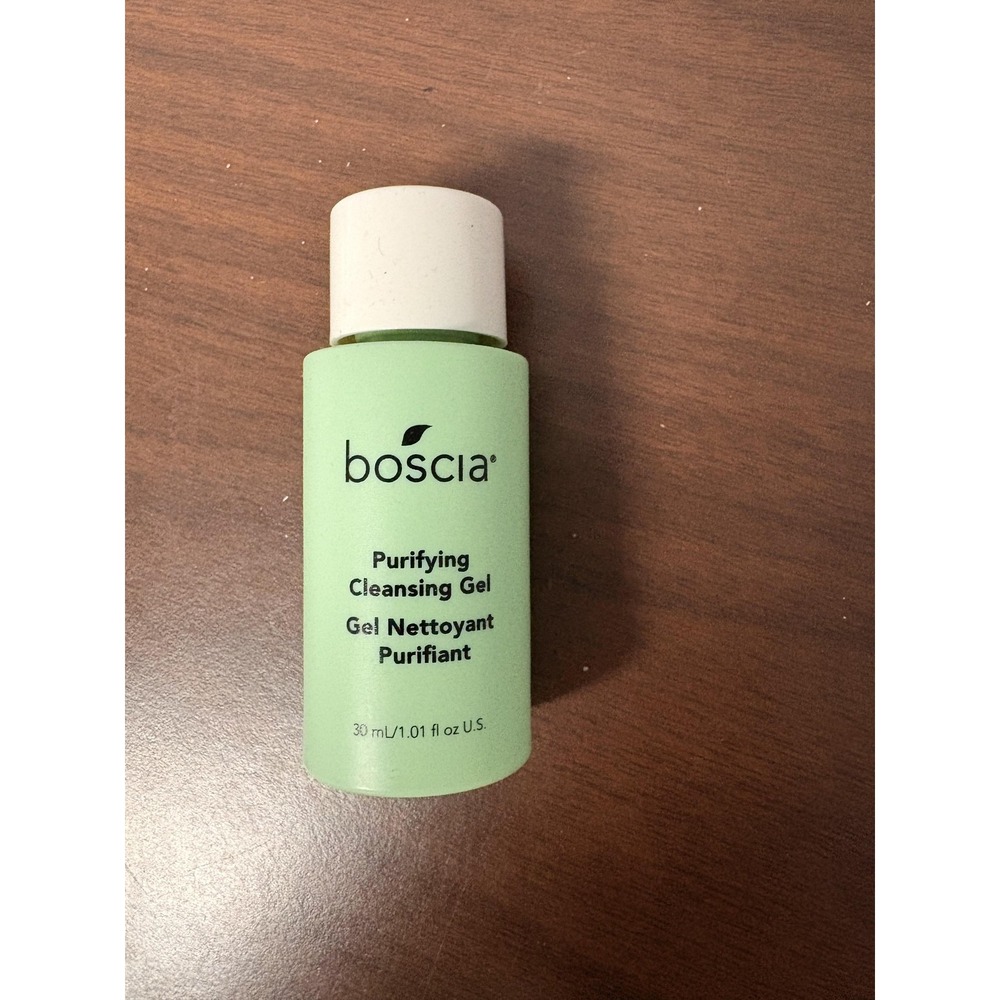 boscia®
Purifying
Cleansing Gel
Gel Nettoyant
Purifiant
30 mL/1.01 fl oz U.S.